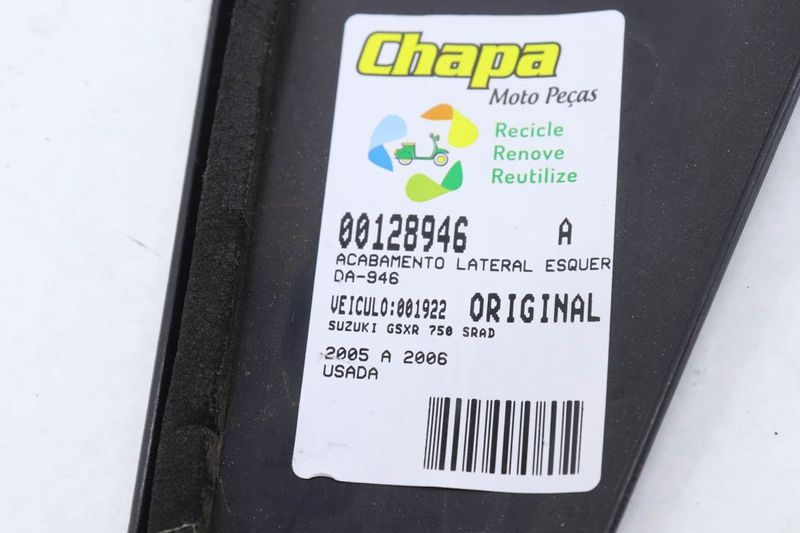 Chapa
Moto Peças
Recicle
Renove
Reutilize
00128946 A
ACABAMENTO LATERAL ESQUER
DA-946
VEICULO:001922 ORIGINAL
SUZUKI GSXR 750 SRAD
2005 A 2006
USADA